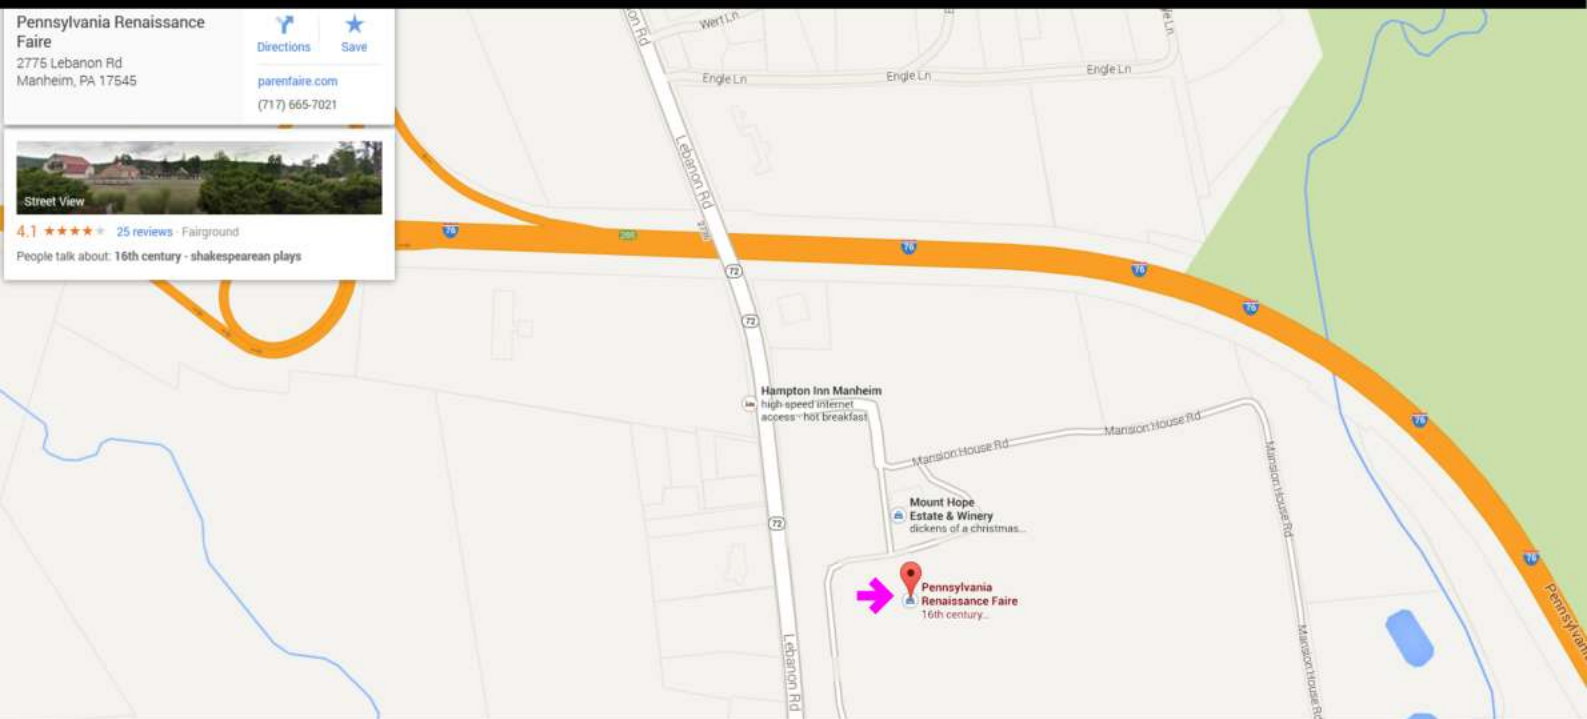 Pennsylvania Renaissance
Faire
2775 Lebanon Rd
Manheim, PA 17545
Directions
Save
parenfaire.com
(717) 665-7021
Street View
4.1 ★★★★★ 25 reviews · Fairground
People talk about: 16th century · shakespearean plays
Wert Ln
on Rd
Engle Ln
Engle Ln
Engle Ln
Lebanon Rd
76
76
76
76
76
76
72
72
72
Hampton Inn Manheim
high speed internet
access · hot breakfast
Mansion House Rd
Mansion House Rd
Mansion House Rd
Mansion House Rd
Mount Hope
Estate & Winery
dickens of a christmas...
Pennsylvania
Renaissance Faire
16th century...
Lebanon Rd
Pennsylvani